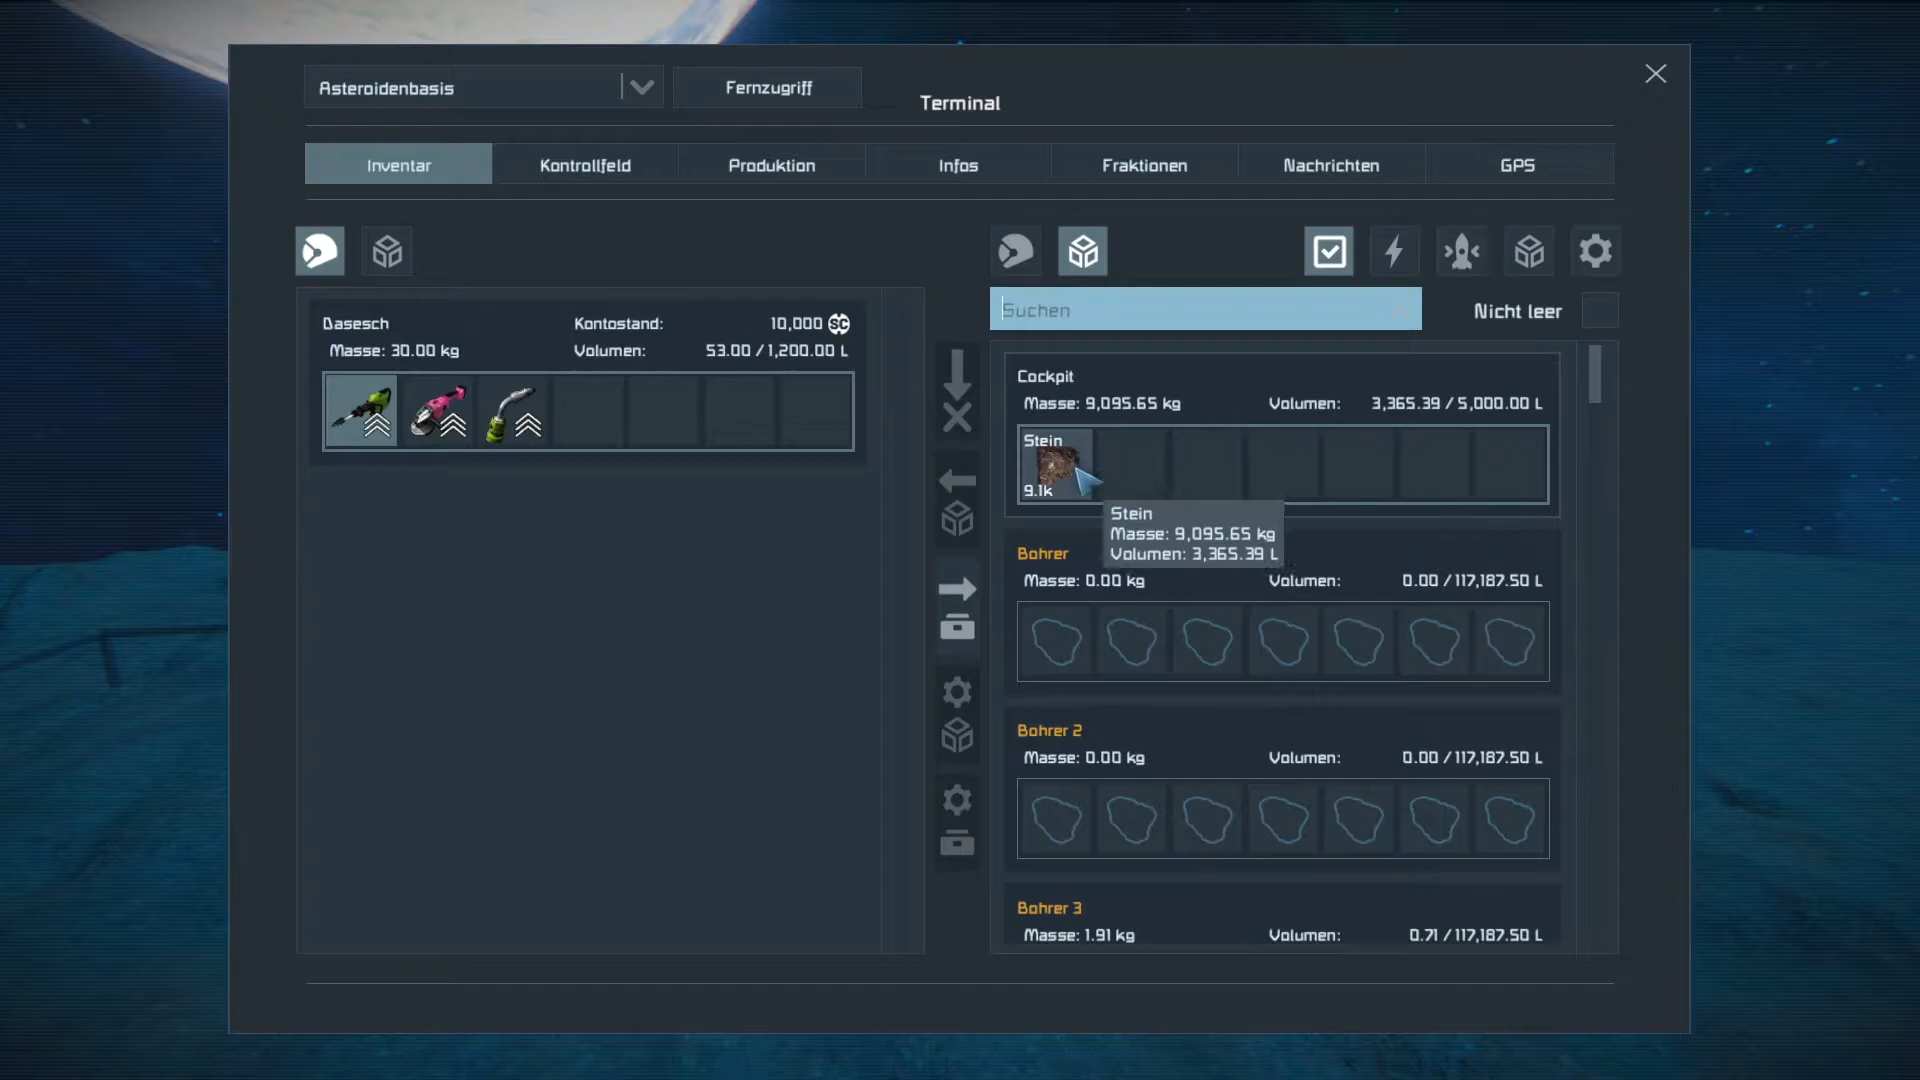 Asteroidenbasis
Fernzugriff
Terminal
Inventar
Kontrollfeld
Produktion
Infos
Fraktionen
Nachrichten
GPS
Suchen
Nicht leer
Dasesch
Kontostand: 10,000 SC
Masse: 30.00 kg
Volumen: 53.00 / 1,200.00 L
Cockpit
Masse: 9,095.65 kg
Volumen: 3,365.39 / 5,000.00 L
Stein
9.1k
Stein
Masse: 9,095.65 kg
Volumen: 3,365.39 L
Bohrer
Masse: 0.00 kg
Volumen: 0.00 / 117,187.50 L
Bohrer 2
Masse: 0.00 kg
Volumen: 0.00 / 117,187.50 L
Bohrer 3
Masse: 1.91 kg
Volumen: 0.71 / 117,187.50 L